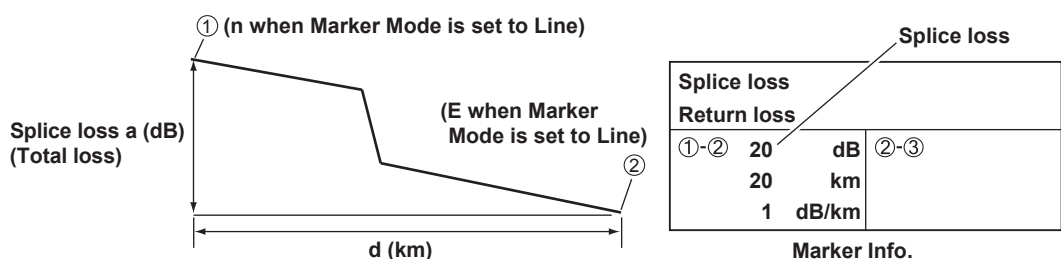 ① (n when Marker Mode is set to Line)
Splice loss a (dB)
(Total loss)
(E when Marker
Mode is set to Line)
②
d (km)
Splice loss
Splice loss
Return loss
①-② 20 dB ②-③
20 km
1 dB/km
Marker Info.